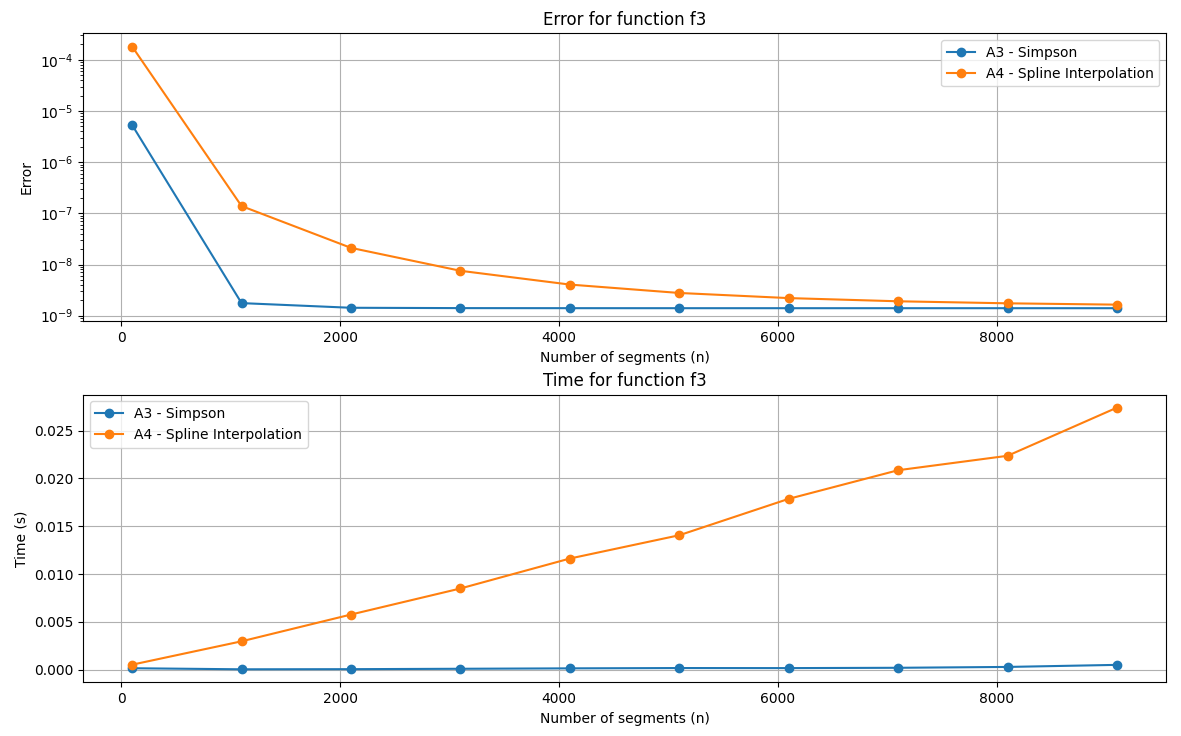 Error for function f3
A3 - Simpson
A4 - Spline Interpolation
Error
10⁻⁴
10⁻⁵
10⁻⁶
10⁻⁷
10⁻⁸
10⁻⁹
0 2000 4000 6000 8000
Number of segments (n)
Time for function f3
A3 - Simpson
A4 - Spline Interpolation
Time (s)
0.025
0.020
0.015
0.010
0.005
0.000
0 2000 4000 6000 8000
Number of segments (n)